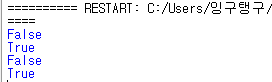 ========== RESTART: C:/Users/잉구탱구/
====
False
True
False
True